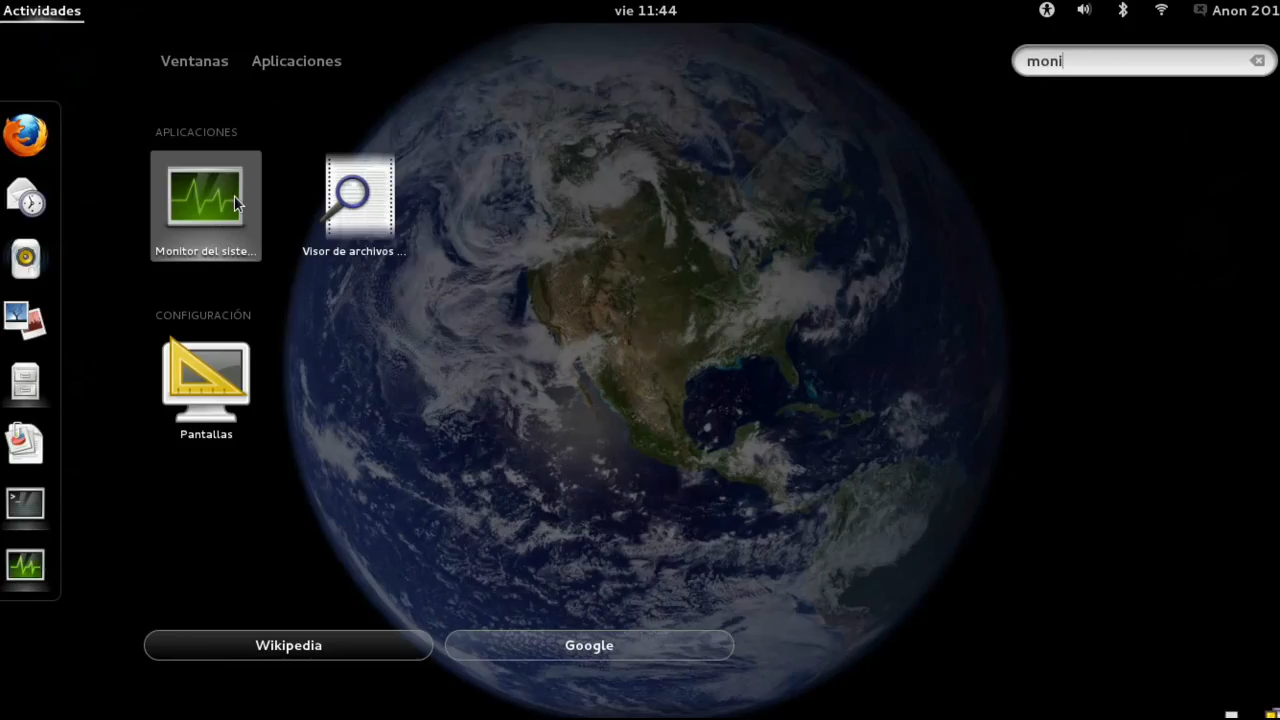 Actividades
vie 11:44
Anon 201
Ventanas
Aplicaciones
moni
APLICACIONES
Monitor del siste...
Visor de archivos ...
CONFIGURACIÓN
Pantallas
Wikipedia
Google